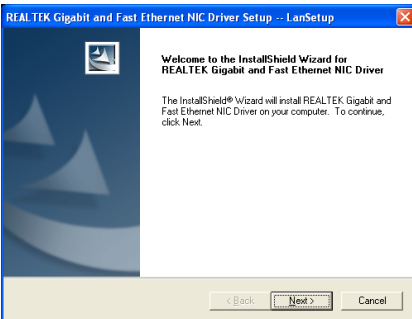 REALTEK Gigabit and Fast Ethernet NIC Driver Setup -- LanSetup
Welcome to the InstallShield Wizard for
REALTEK Gigabit and Fast Ethernet NIC Driver
The InstallShield® Wizard will install REALTEK Gigabit and
Fast Ethernet NIC Driver on your computer. To continue,
click Next.
< Back
Next >
Cancel